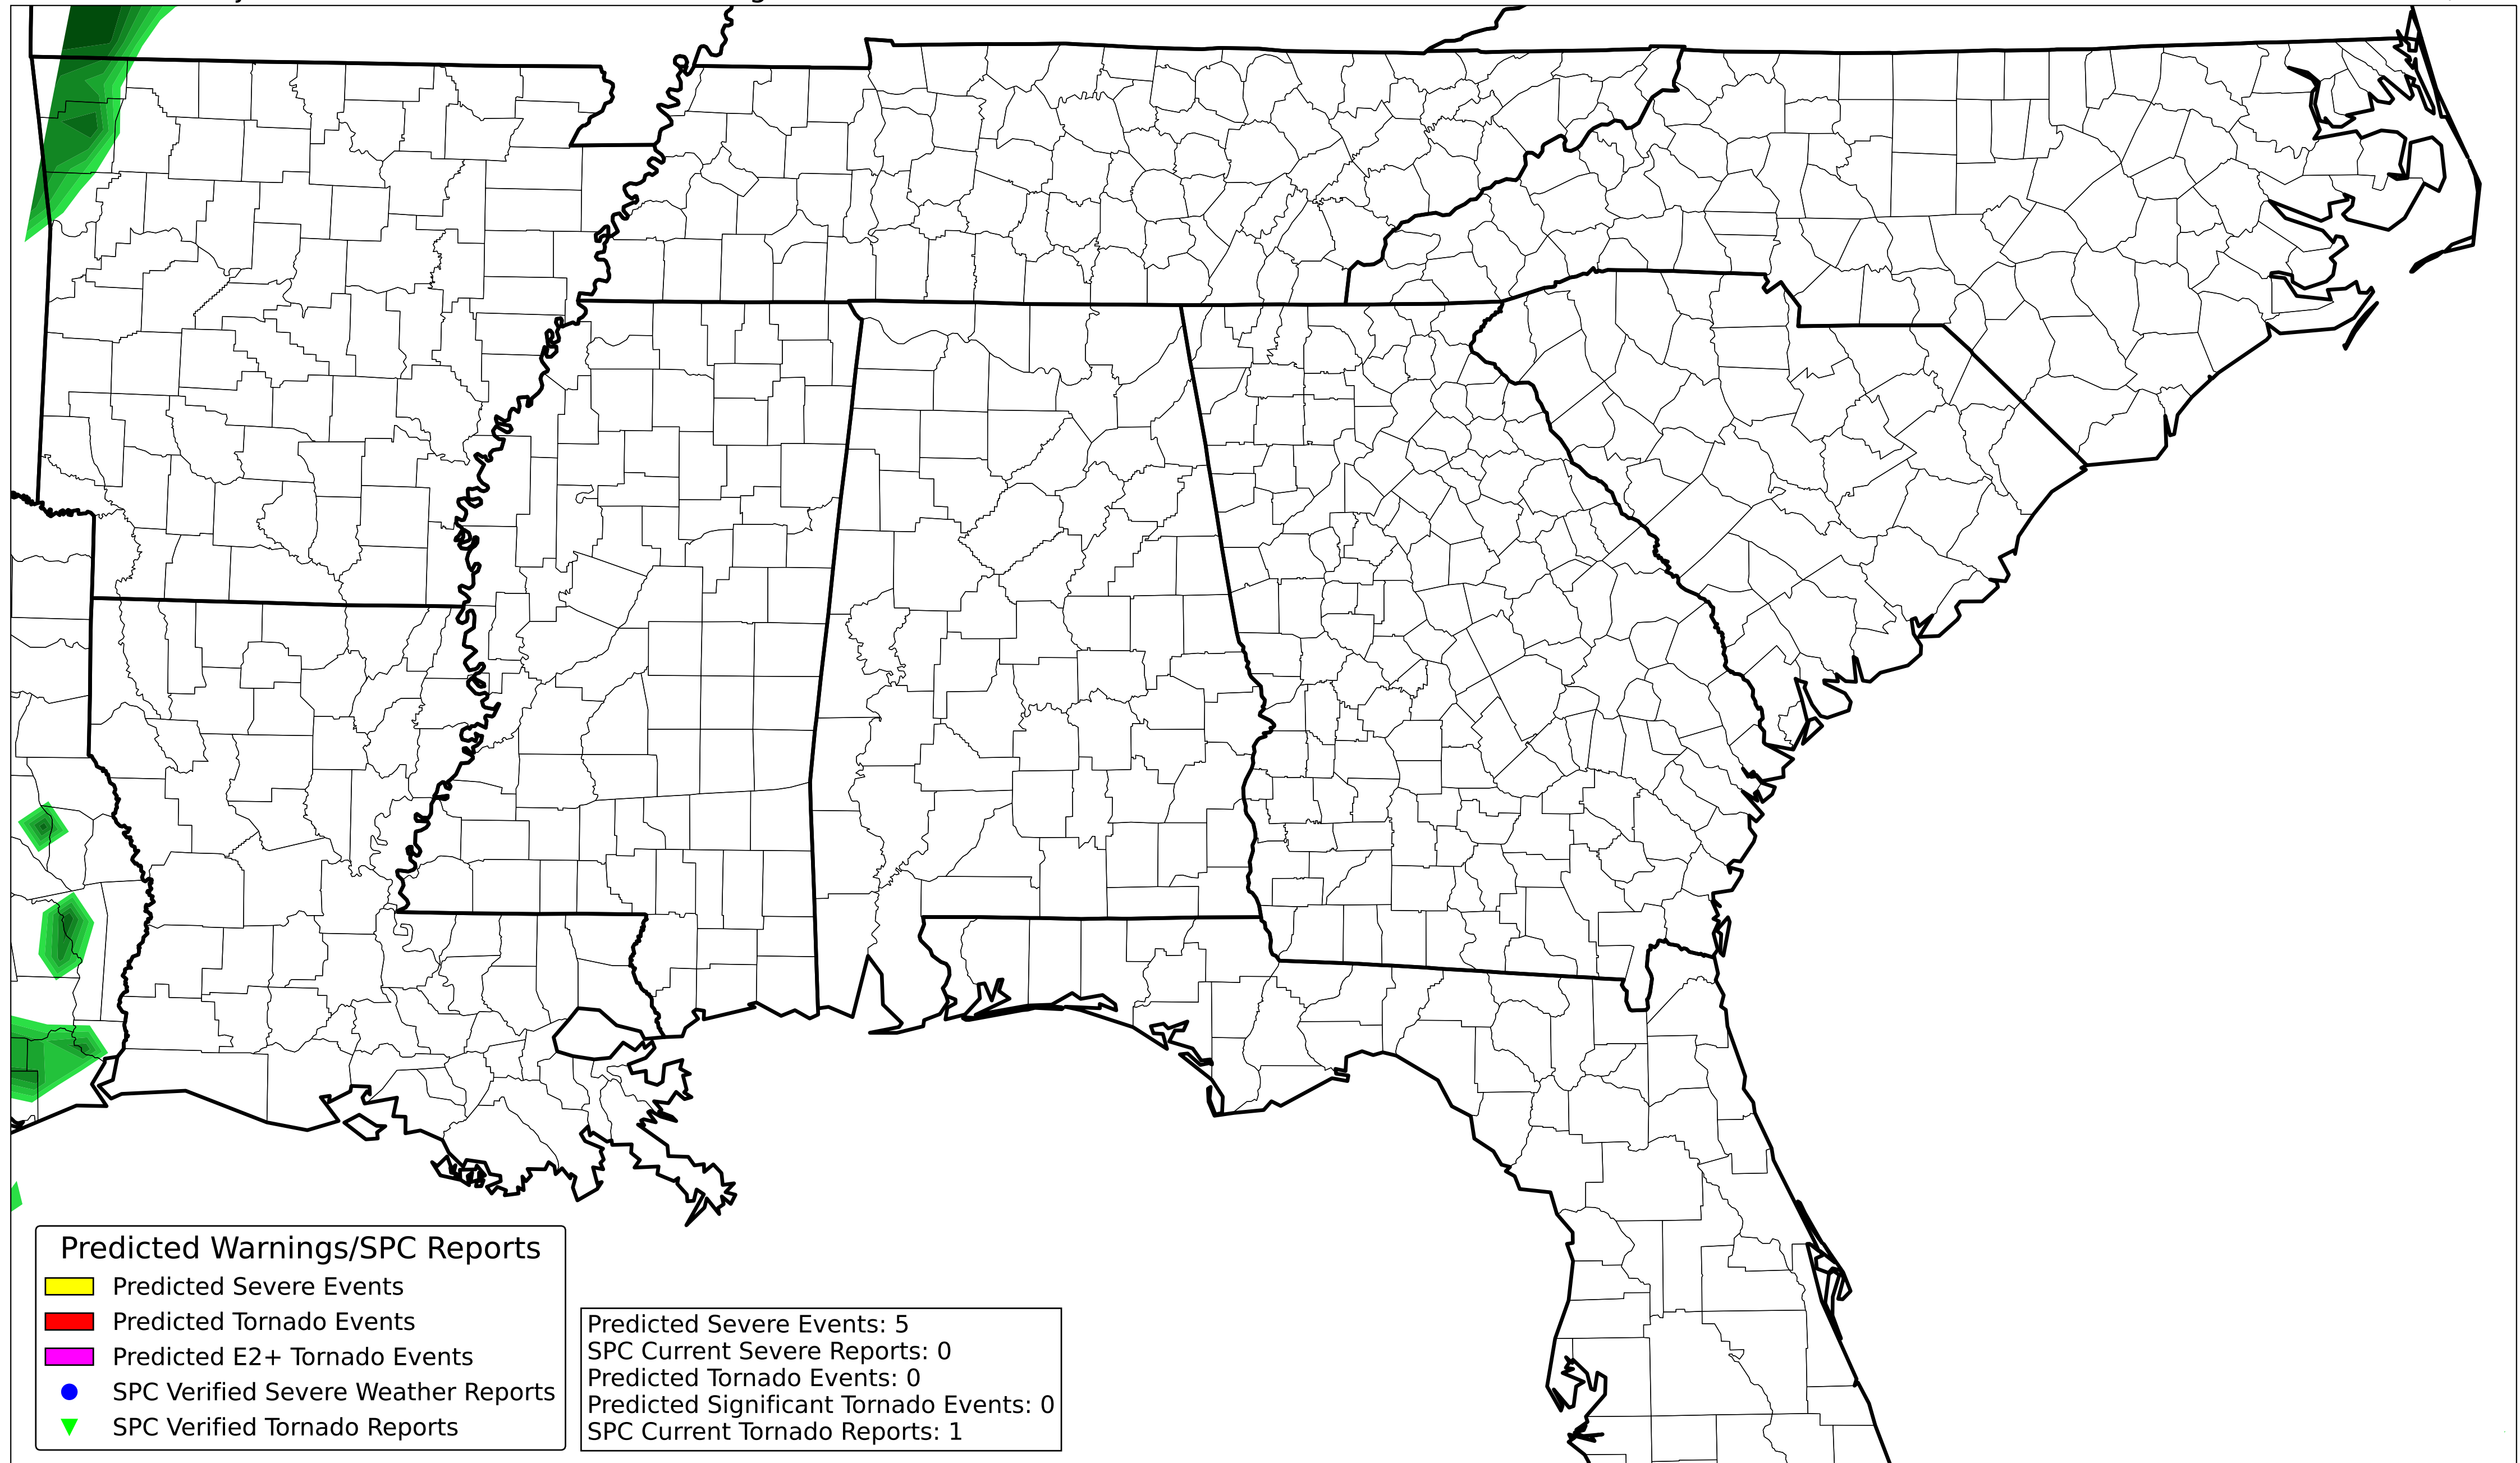 Predicted Warnings/SPC Reports
Predicted Severe Events
Predicted Tornado Events
Predicted E2+ Tornado Events
SPC Verified Severe Weather Reports
SPC Verified Tornado Reports
Predicted Severe Events: 5
SPC Current Severe Reports: 0
Predicted Tornado Events: 0
Predicted Significant Tornado Events: 0
SPC Current Tornado Reports: 1